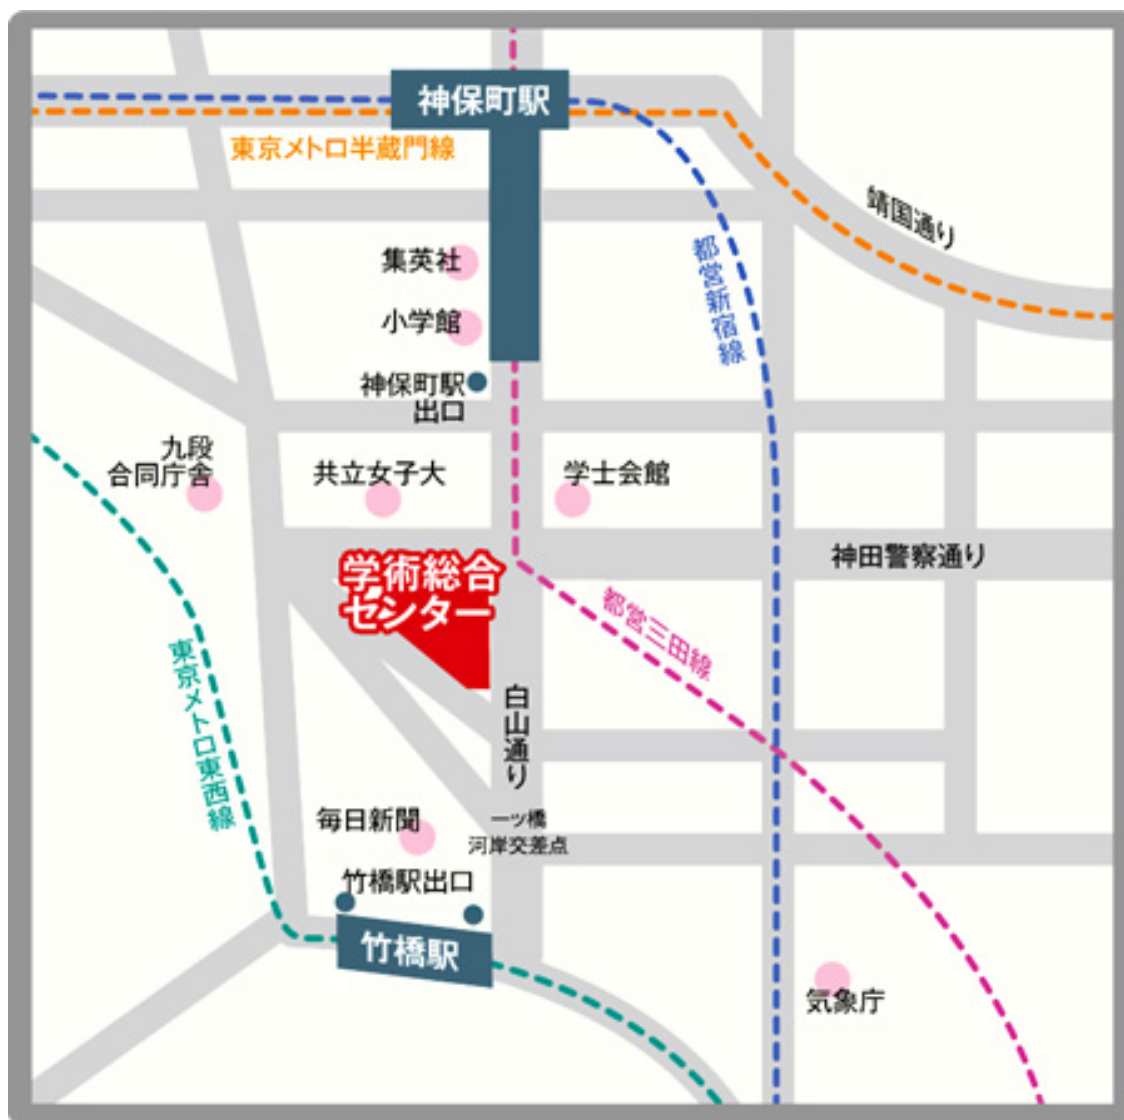 神保町駅
東京メトロ半蔵門線
靖国通り
都営新宿線
集英社
小学館
神保町駅
出口
九段
合同庁舎
共立女子大
学士会館
神田警察通り
学術総合
センター
都営三田線
東京メトロ東西線
白山通り
毎日新聞
一ツ橋
河岸交差点
竹橋駅出口
竹橋駅
気象庁